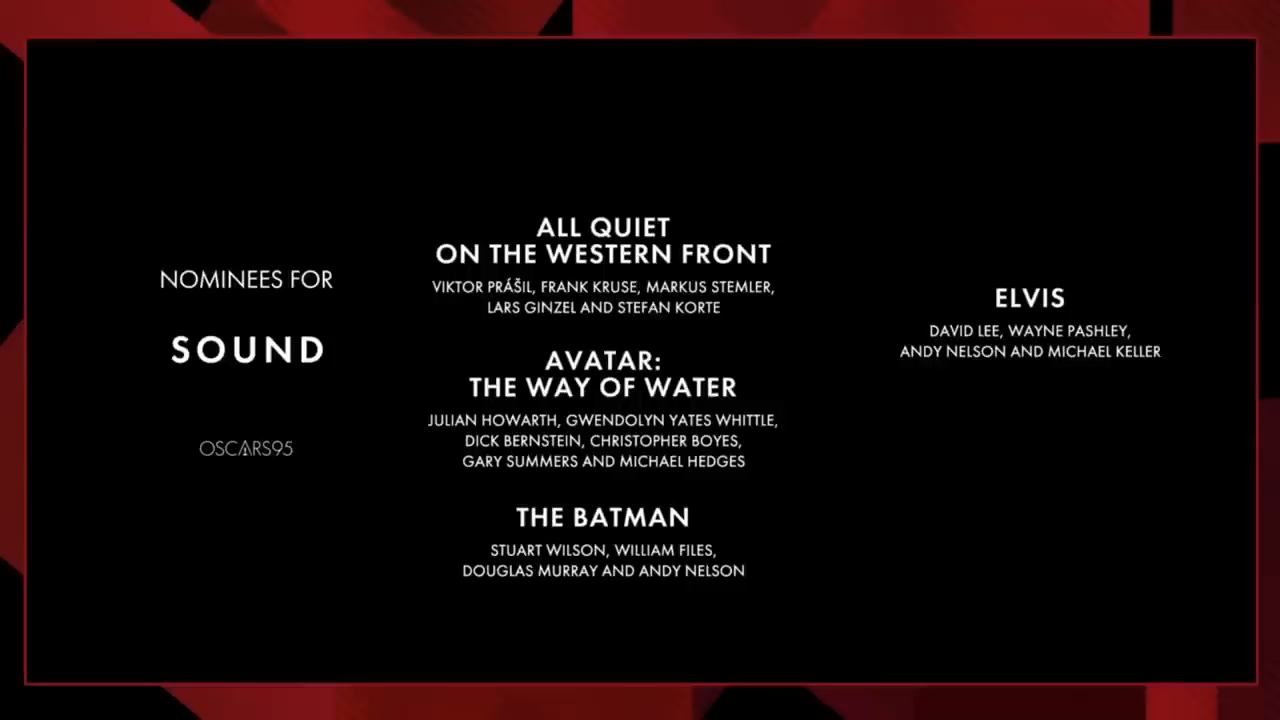 NOMINEES FOR
SOUND
OSCARS95
ALL QUIET
ON THE WESTERN FRONT
VIKTOR PRÁŠIL, FRANK KRUSE, MARKUS STEMLER,
LARS GINZEL AND STEFAN KORTE
AVATAR:
THE WAY OF WATER
JULIAN HOWARTH, GWENDOLYN YATES WHITTLE,
DICK BERNSTEIN, CHRISTOPHER BOYES,
GARY SUMMERS AND MICHAEL HEDGES
THE BATMAN
STUART WILSON, WILLIAM FILES,
DOUGLAS MURRAY AND ANDY NELSON
ELVIS
DAVID LEE, WAYNE PASHLEY,
ANDY NELSON AND MICHAEL KELLER